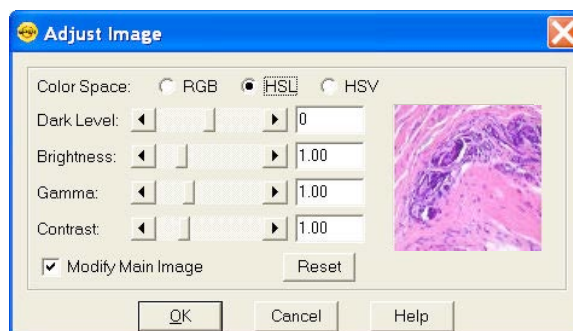 Adjust Image
Color Space: RGB HSL HSV
Dark Level: 0
Brightness: 1.00
Gamma: 1.00
Contrast: 1.00
Modify Main Image Reset
OK Cancel Help